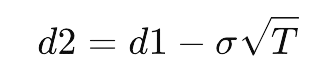 d2 = d1 − σ√T